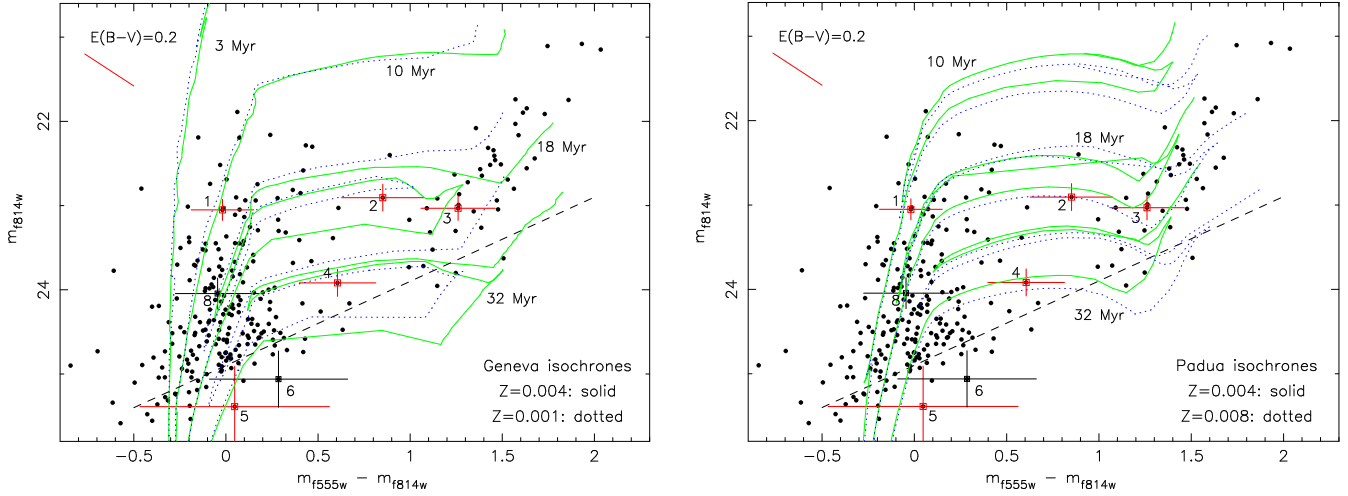 E(B−V)=0.2
3 Myr
10 Myr
18 Myr
32 Myr
1
2
3
4
8
6
5
Geneva isochrones
Z=0.004: solid
Z=0.001: dotted
22
24
m_f814w
−0.5
0
0.5
1
1.5
2
m_f555w − m_f814w
E(B−V)=0.2
10 Myr
18 Myr
32 Myr
1
2
3
4
8
6
5
Padua isochrones
Z=0.004: solid
Z=0.008: dotted
22
24
m_f814w
−0.5
0
0.5
1
1.5
2
m_f555w − m_f814w